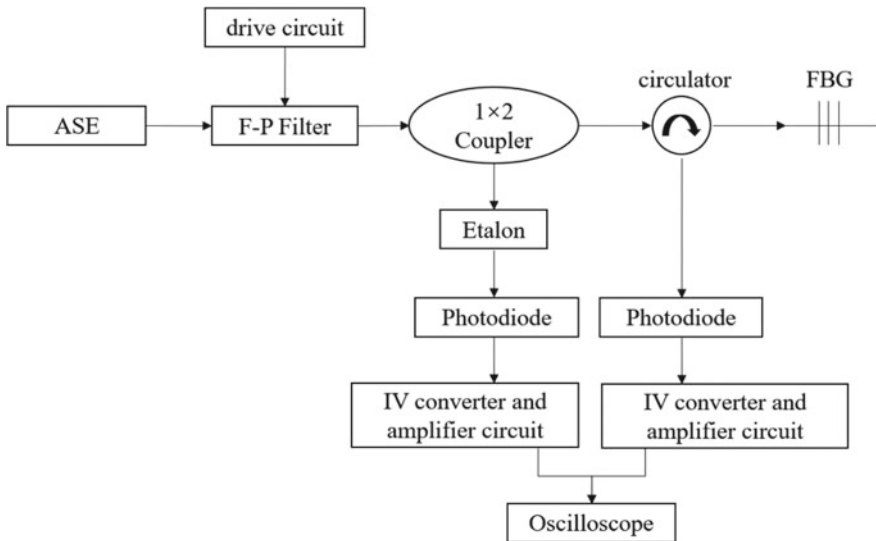 drive circuit
circulator
FBG
ASE
F-P Filter
1×2
Coupler
Etalon
Photodiode
Photodiode
IV converter and
amplifier circuit
IV converter and
amplifier circuit
Oscilloscope